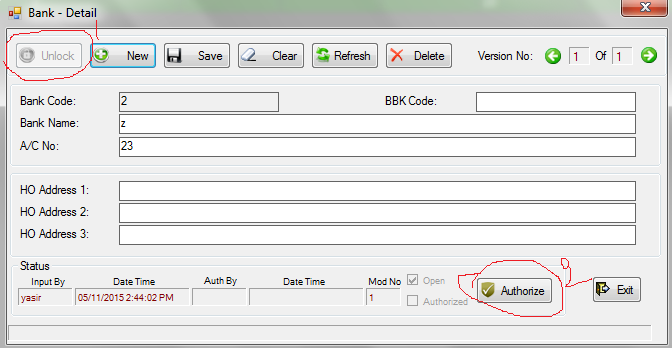 Bank - Detail
Unlock New Save Clear Refresh Delete Version No: 1 Of 1
Bank Code: 2 BBK Code:
Bank Name: z
A/C No: 23
HO Address 1:
HO Address 2:
HO Address 3:
Status
Input By Date Time Auth By Date Time Mod No Open
yasir 05/11/2015 2:44:02 PM 1 Authorized
Authorize Exit